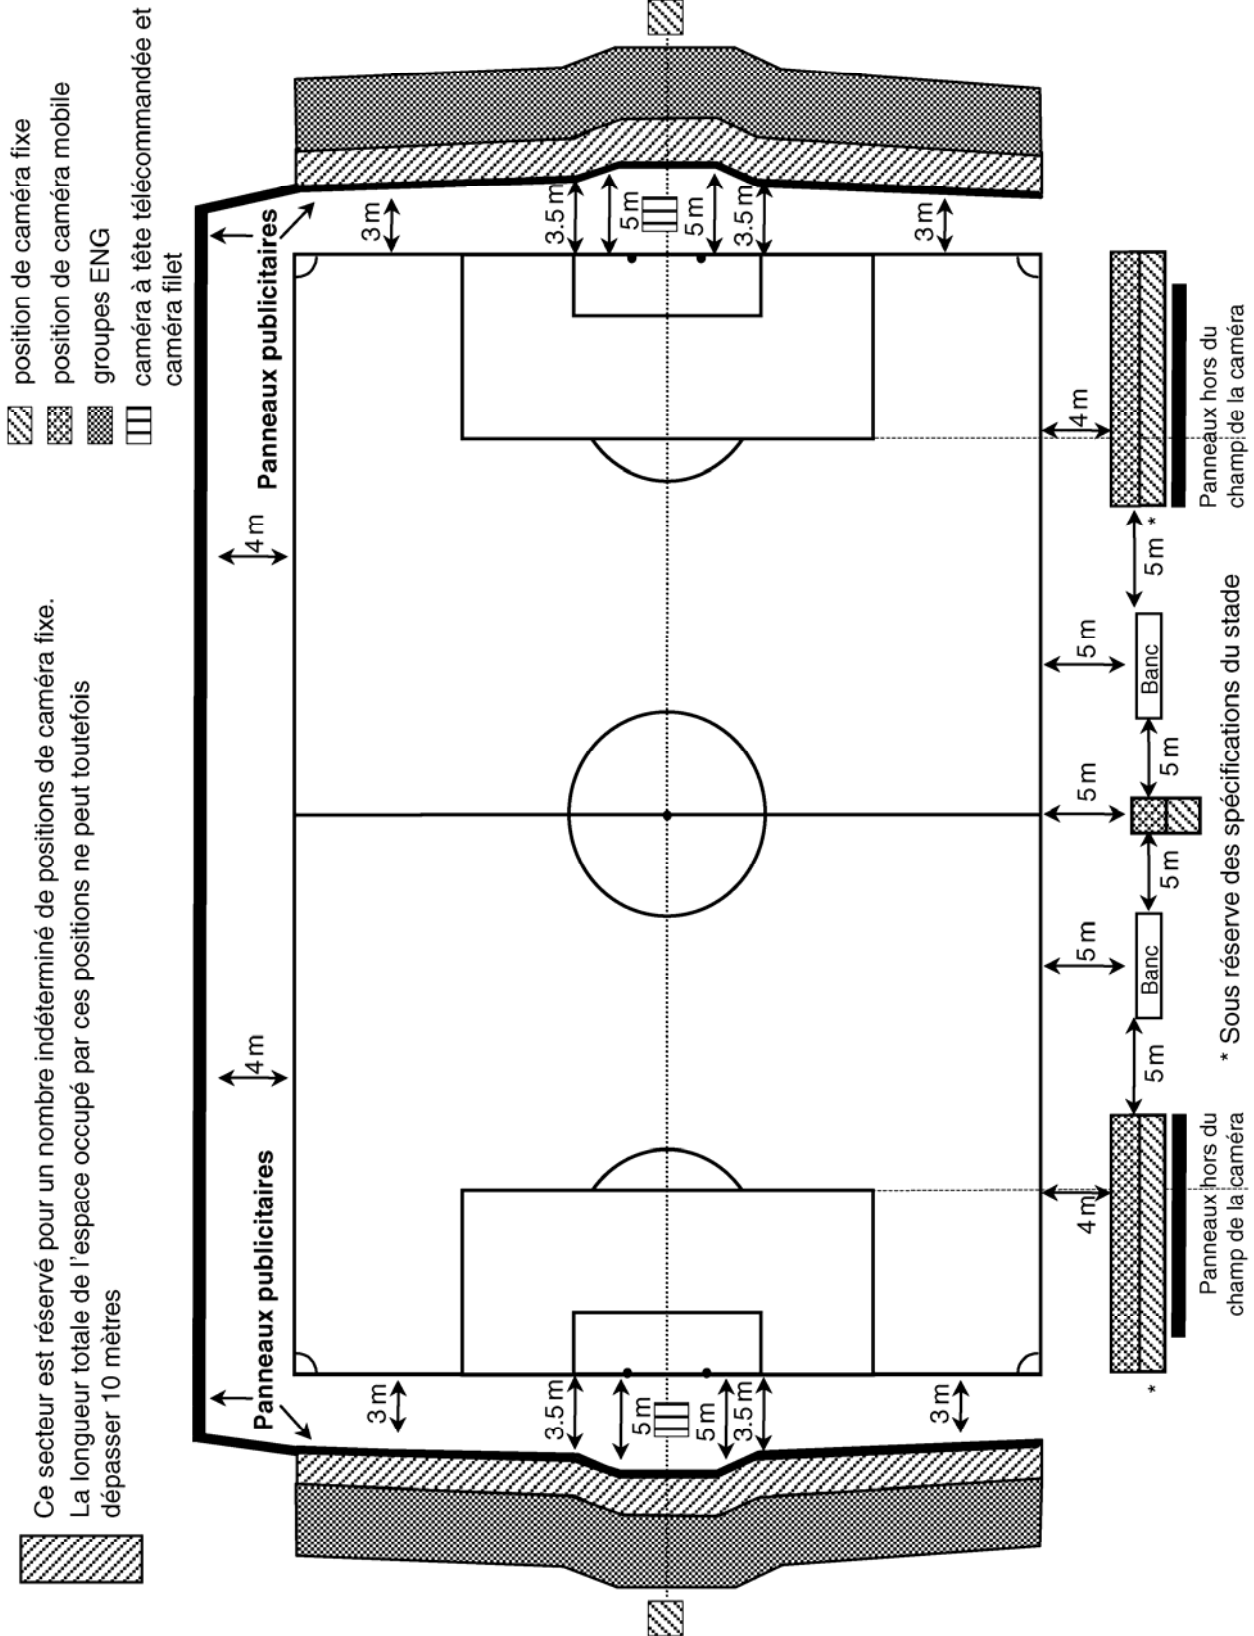 Ce secteur est réservé pour un nombre indéterminé de positions de caméra fixe.
La longueur totale de l'espace occupé par ces positions ne peut toutefois
dépasser 10 mètres
position de caméra fixe
position de caméra mobile
groupes ENG
caméra à tête télécommandée et
caméra filet
Panneaux publicitaires
Panneaux publicitaires
4 m
4 m
3 m
3.5 m
5 m
5 m
3.5 m
3 m
3 m
3.5 m
5 m
5 m
3.5 m
3 m
4 m
5 m
5 m
5 m
4 m
*
5 m
Banc
5 m
5 m
Banc
5 m *
Panneaux hors du
champ de la caméra
Panneaux hors du
champ de la caméra
* Sous réserve des spécifications du stade